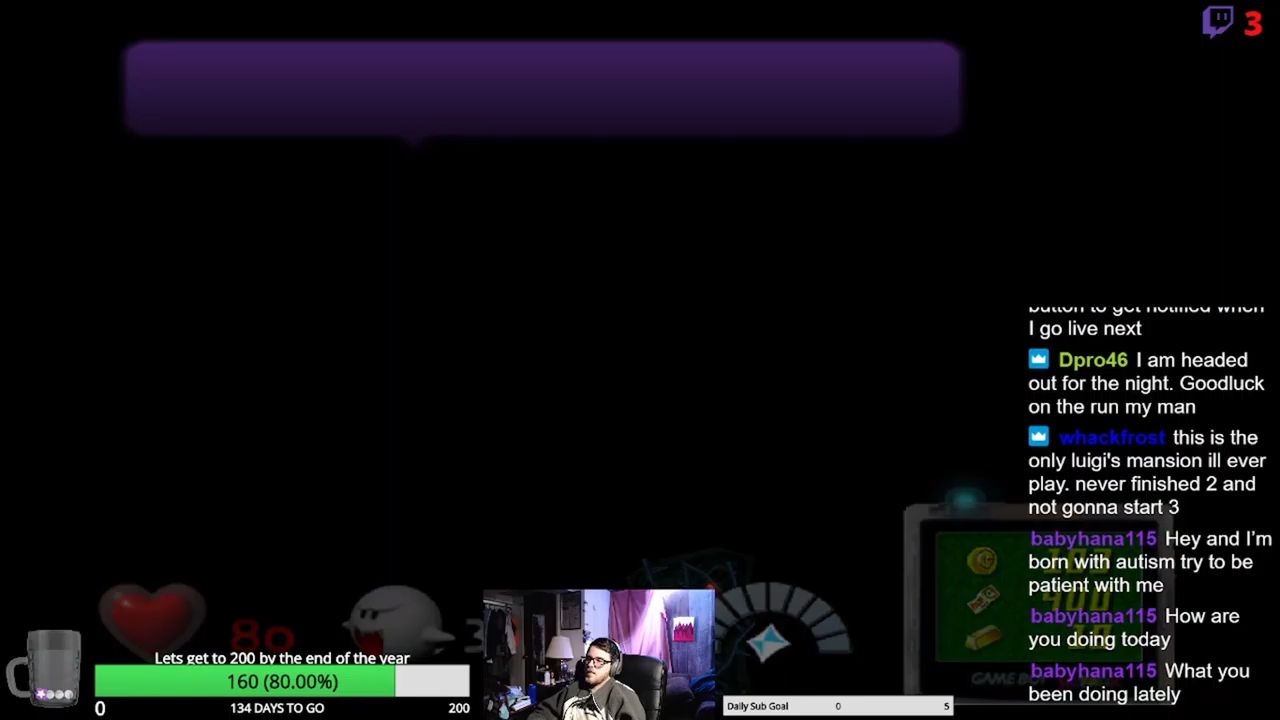 3
button to get notified when
I go live next
Dpro46 I am headed
out for the night. Goodluck
on the run my man
whackfrost this is the
only luigi's mansion ill ever
play. never finished 2 and
not gonna start 3
babyhana115 Hey and I'm
born with autism try to be
patient with me
babyhana115 How are
you doing today
babyhana115 What you
been doing lately
103
400
10
80
Lets get to 200 by the end of the year
160 (80.00%)
0 134 DAYS TO GO 200
Daily Sub Goal 0 5